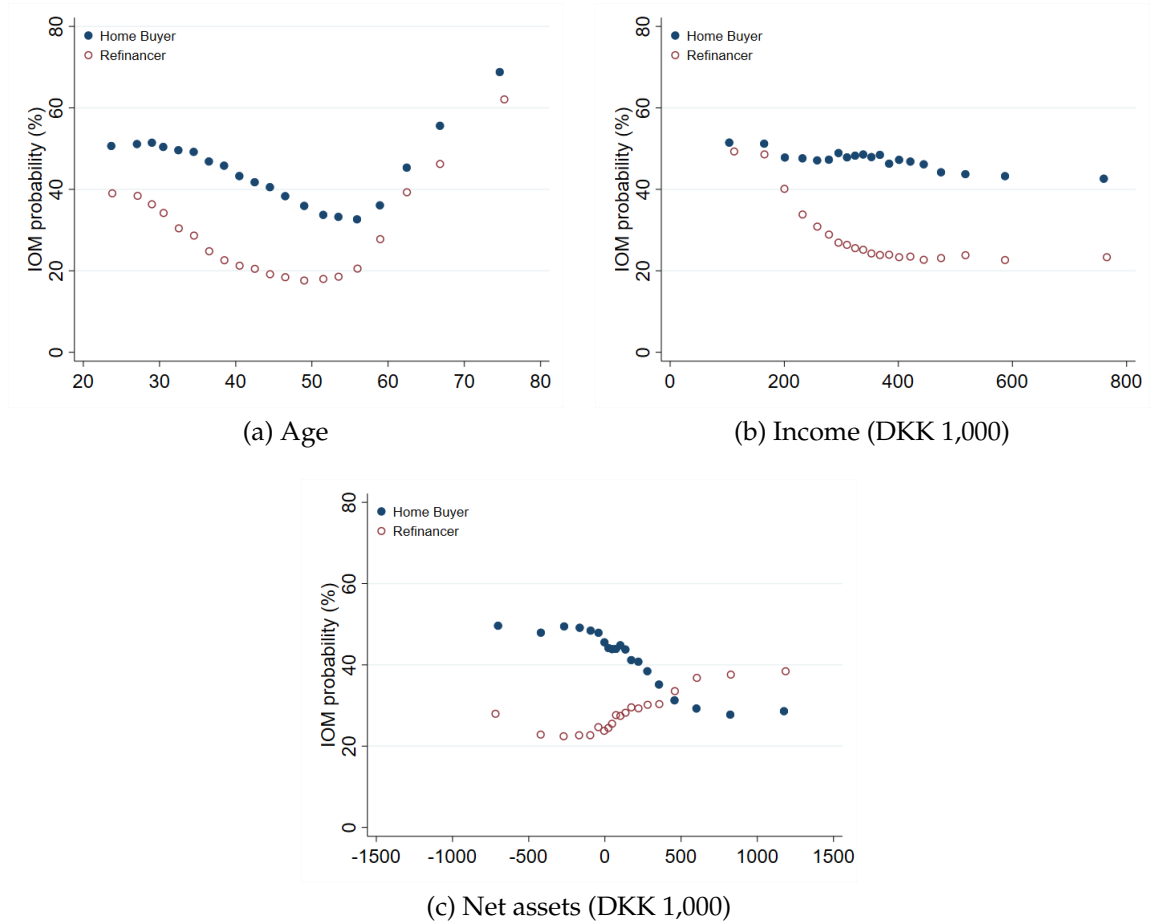 80
60
40
20
0
IOM probability (%)
Home Buyer
Refinancer
20 30 40 50 60 70 80
(a) Age
80
60
40
20
0
IOM probability (%)
Home Buyer
Refinancer
0 200 400 600 800
(b) Income (DKK 1,000)
80
60
40
20
0
IOM probability (%)
Home Buyer
Refinancer
-1500 -1000 -500 0 500 1000 1500
(c) Net assets (DKK 1,000)